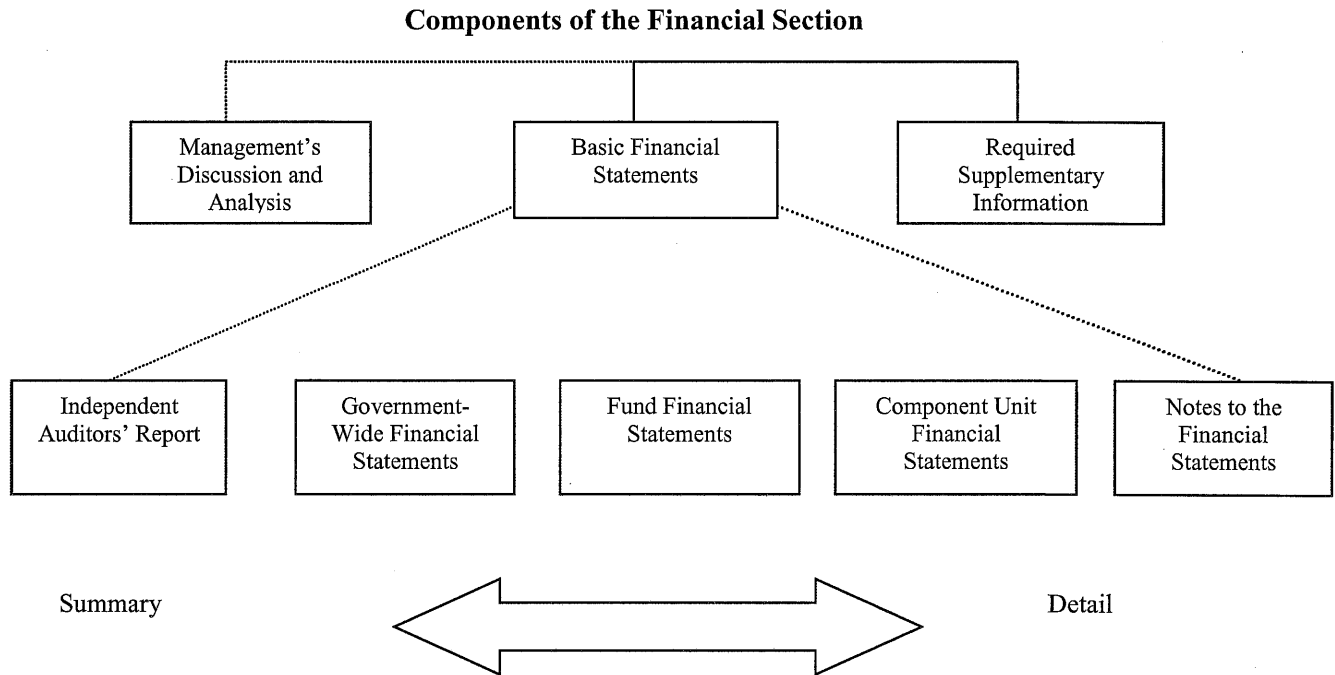 Components of the Financial Section
Management's
Discussion and
Analysis
Basic Financial
Statements
Required
Supplementary
Information
Independent
Auditors' Report
Government-
Wide Financial
Statements
Fund Financial
Statements
Component Unit
Financial
Statements
Notes to the
Financial
Statements
Summary
Detail